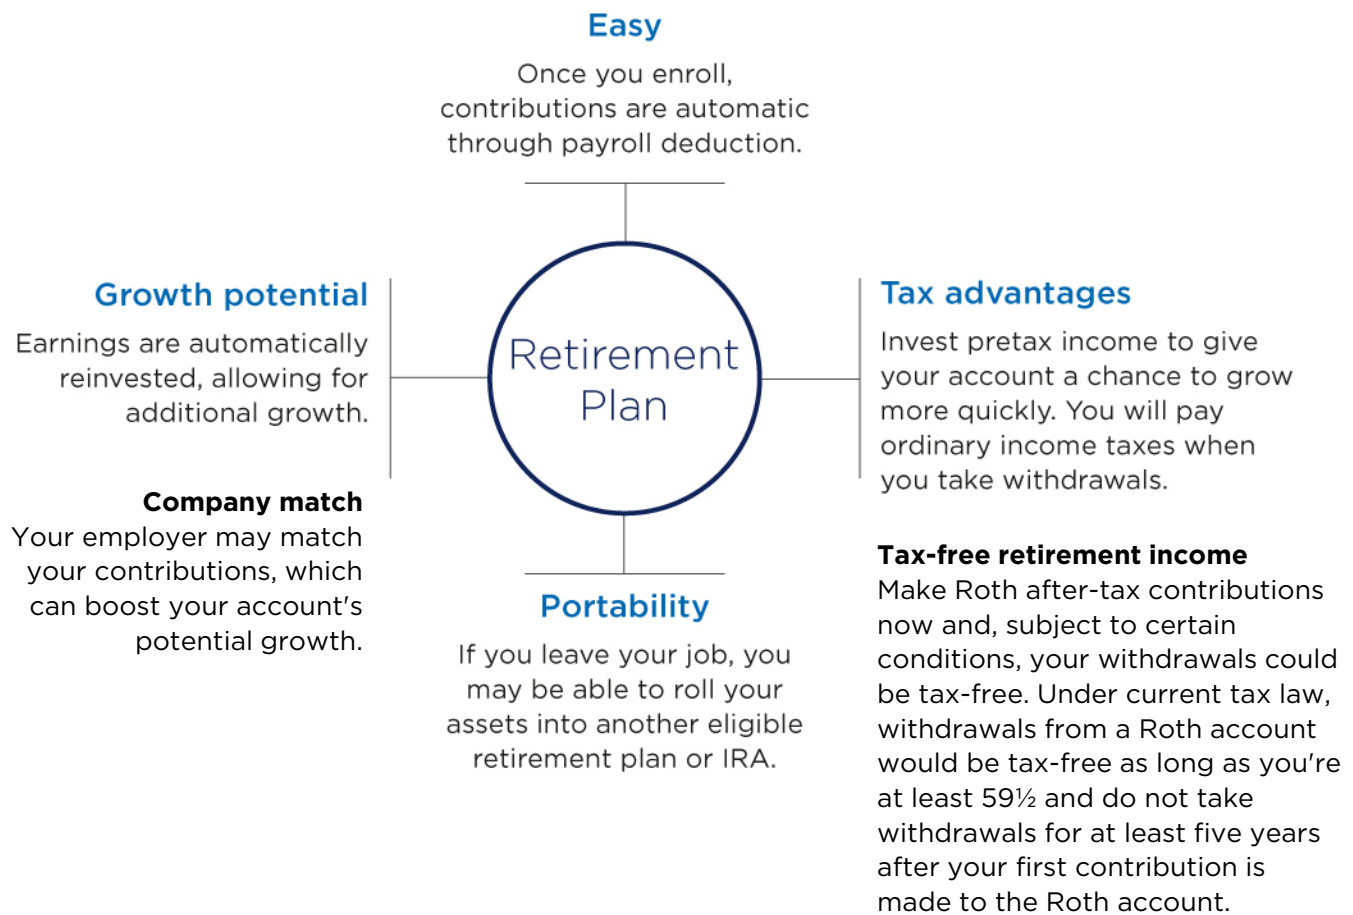 Easy
Once you enroll,
contributions are automatic
through payroll deduction.
Growth potential
Earnings are automatically
reinvested, allowing for
additional growth.
Company match
Your employer may match
your contributions, which
can boost your account's
potential growth.
Retirement
Plan
Tax advantages
Invest pretax income to give
your account a chance to grow
more quickly. You will pay
ordinary income taxes when
you take withdrawals.
Tax-free retirement income
Make Roth after-tax contributions
now and, subject to certain
conditions, your withdrawals could
be tax-free. Under current tax law,
withdrawals from a Roth account
would be tax-free as long as you're
at least 59½ and do not take
withdrawals for at least five years
after your first contribution is
made to the Roth account.
Portability
If you leave your job, you
may be able to roll your
assets into another eligible
retirement plan or IRA.